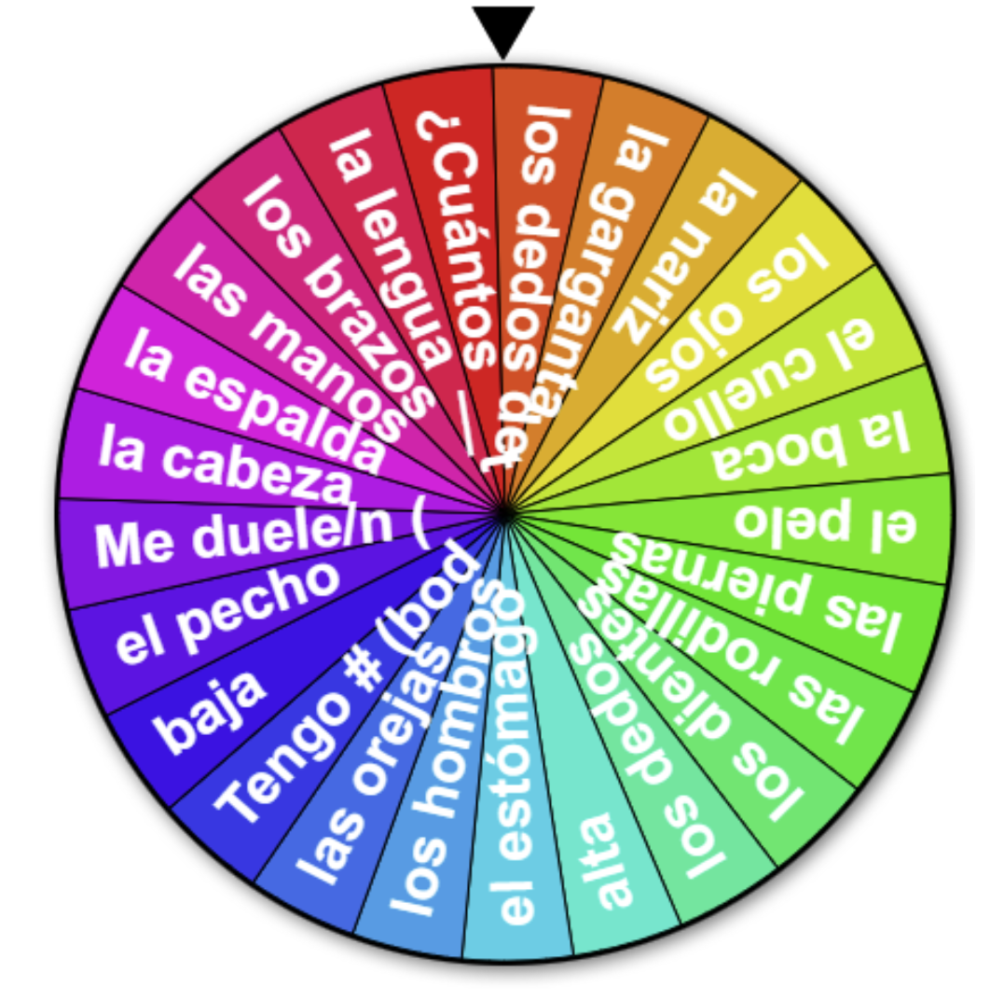 los dedos del
la garganta
la nariz
los ojos
el cuello
la boca
el pelo
las piernas
las rodillas
los dientes
los dedos
alta
el estómago
los hombros
las orejas
Tengo # (bod
baja
el pecho
Me duele/n (
la cabeza
la espalda
las manos
los brazos
la lengua
¿Cuántos __ t